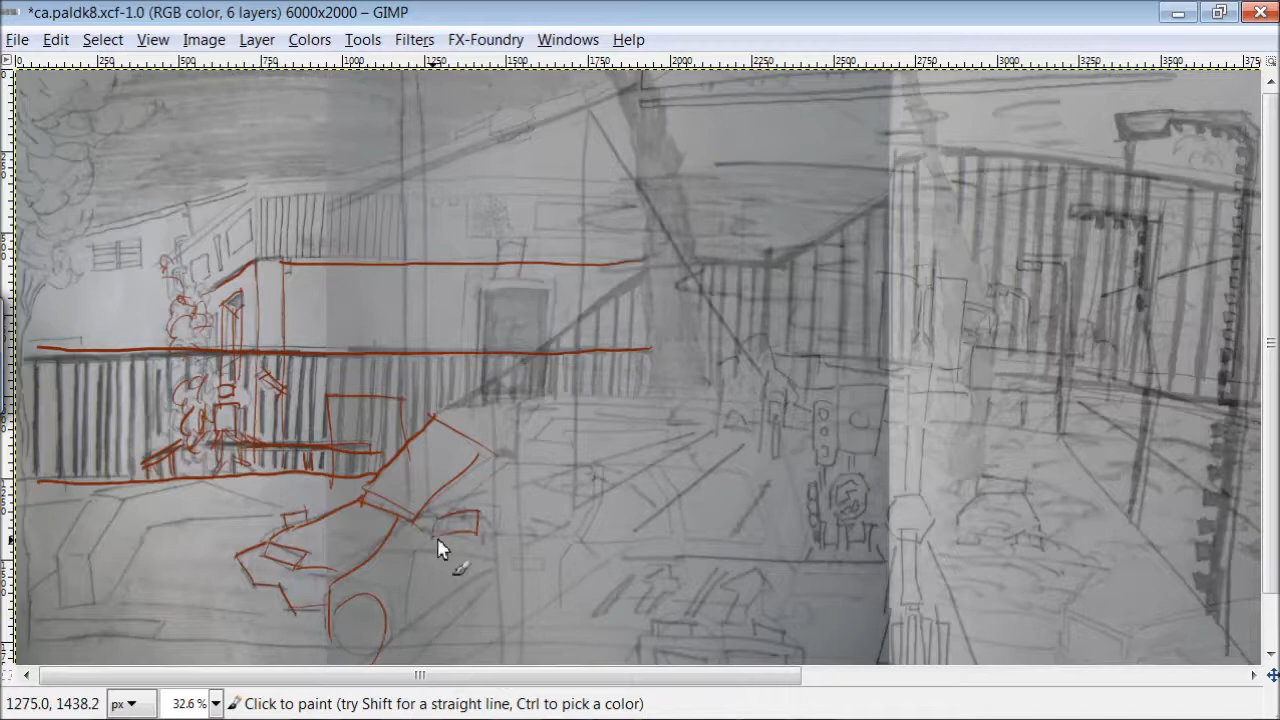 *ca.paldk8.xcf-1.0 (RGB color, 6 layers) 6000x2000 – GIMP
File Edit Select View Image Layer Colors Tools Filters FX-Foundry Windows Help
0 250 500 750 1000 1250 1500 1750 2000 2250 2500 2750 3000 3250 3500 375
1275.0, 1438.2 px 32.6 % Click to paint (try Shift for a straight line, Ctrl to pick a color)